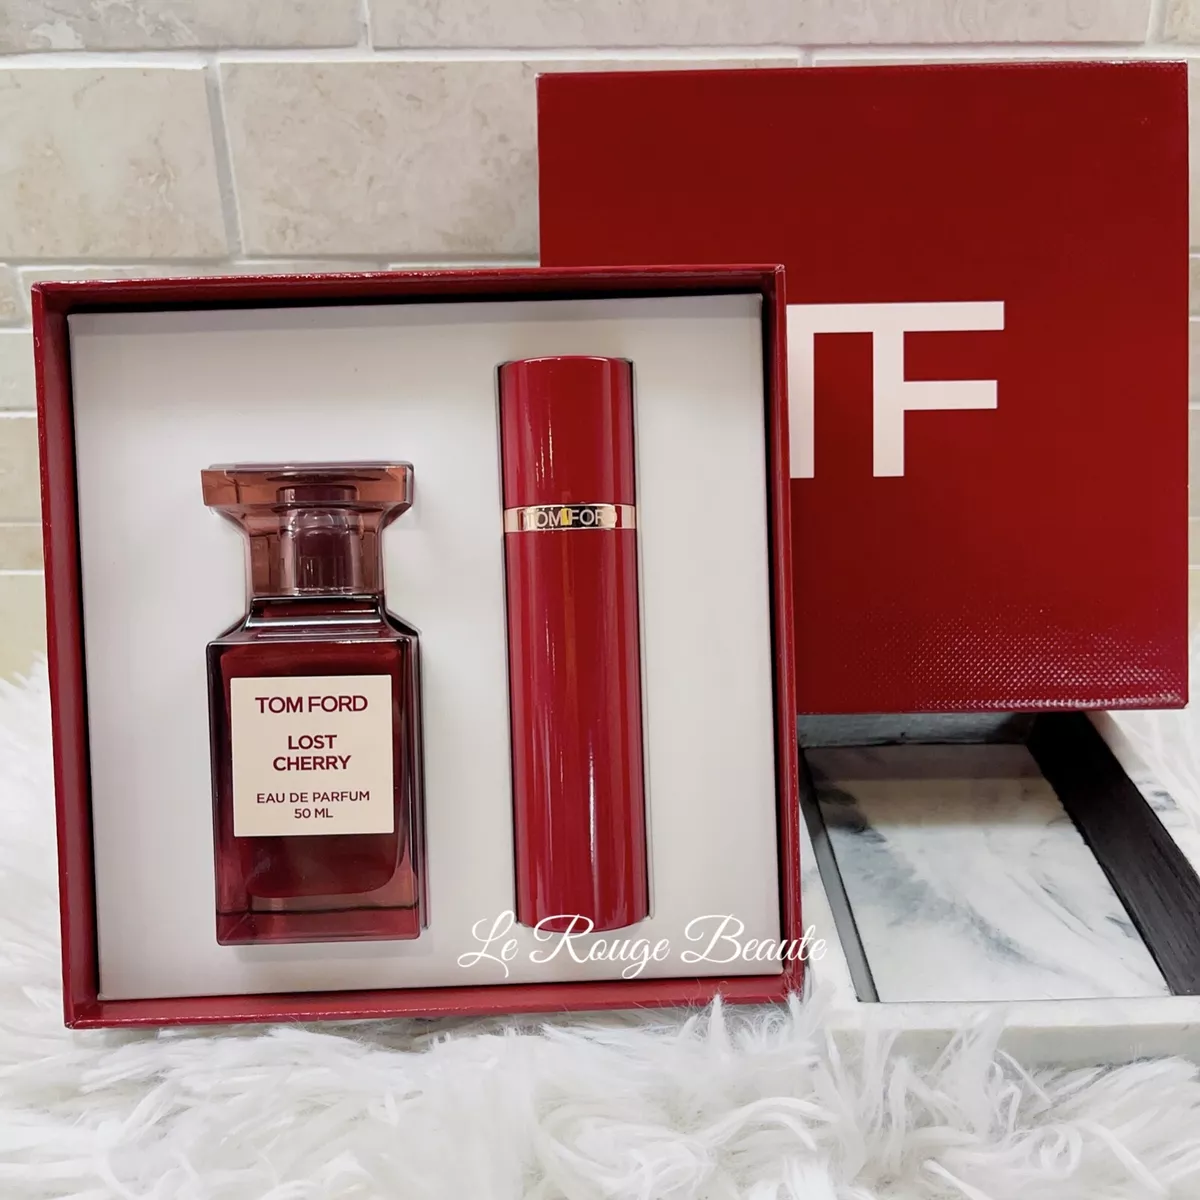 TF
TOM FORD
TOM FORD
LOST
CHERRY
EAU DE PARFUM
50 ML
Le Rouge Beaute